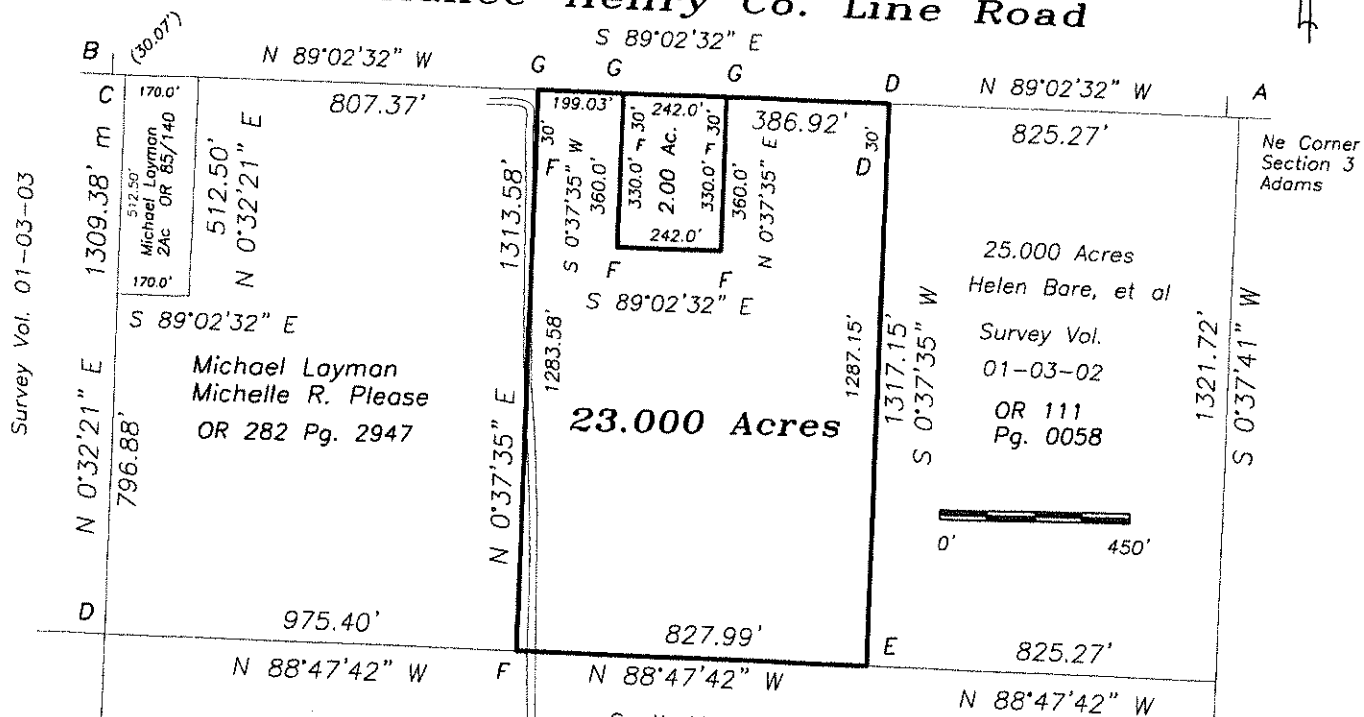 Henry Co. Line Road
S 89°02'32" E
B
(30.07')
N 89°02'32" W
G
G
G
D
N 89°02'32" W
A
C
170.0'
807.37'
199.03'
242.0'
386.92'
825.27'
Ne Corner
Section 3
Adams
Survey Vol. 01-03-03
1309.38' m
512.50'
Michael Layman
2Ac OR 85/140
170.0'
512.50'
N 0°32'21" E
1313.58'
30'
F
S 0°37'35" W
360.0'
330.0'
30'
2.00 Ac.
330.0'
30'
242.0'
360.0'
N 0°37'35" E
30'
D
F
F
S 89°02'32" E
S 89°02'32" E
25.000 Acres
Helen Bare, et al
Survey Vol.
01-03-02
OR 111
Pg. 0058
1283.58'
1287.15'
1317.15'
S 0°37'35" W
1321.72'
S 0°37'41" W
Michael Layman
Michelle R. Please
OR 282 Pg. 2947
N 0°32'21" E
796.88'
N 0°37'35" E
23.000 Acres
0'
450'
D
975.40'
827.99'
E
825.27'
N 88°47'42" W
F
N 88°47'42" W
N 88°47'42" W